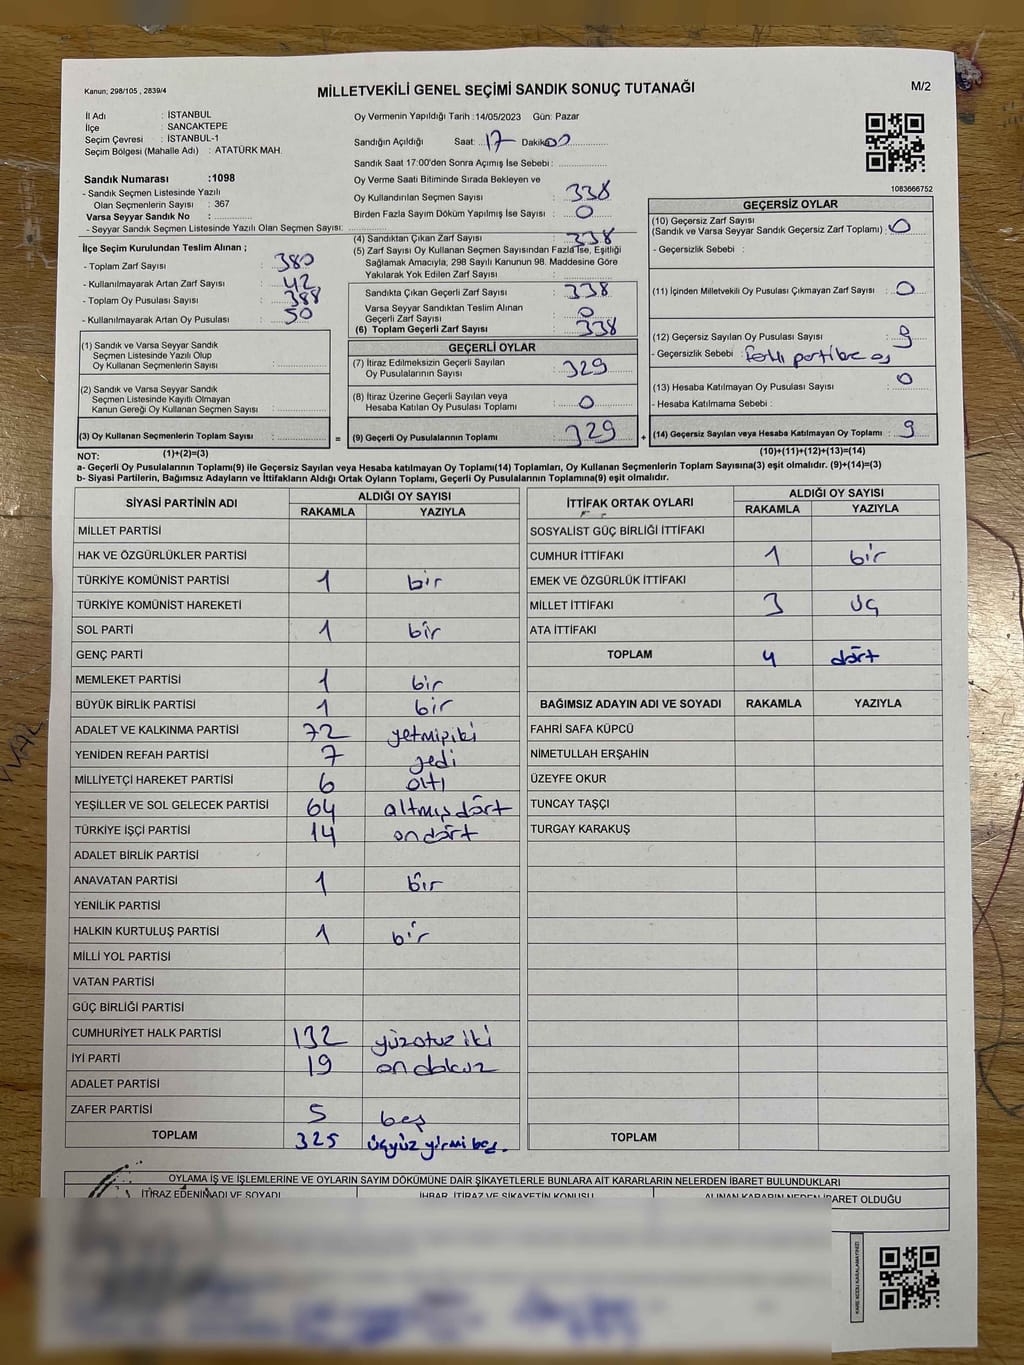 Kanun; 298/105 , 2839/4
MİLLETVEKİLİ GENEL SEÇİMİ SANDIK SONUÇ TUTANAĞI
M/2
İl Adı : İSTANBUL
İlçe : SANCAKTEPE
Seçim Çevresi : İSTANBUL-1
Seçim Bölgesi (Mahalle Adı) : ATATÜRK MAH.
Sandık Numarası :1098
- Sandık Seçmen Listesinde Yazılı
Olan Seçmenlerin Sayısı : 367
Varsa Seyyar Sandık No :
- Seyyar Sandık Seçmen Listesinde Yazılı Olan Seçmen Sayısı:
İlçe Seçim Kurulundan Teslim Alınan ;
- Toplam Zarf Sayısı : 380
- Kullanılmayarak Artan Zarf Sayısı : 42
- Toplam Oy Pusulası Sayısı : 388
- Kullanılmayarak Artan Oy Pusulası : 50
(1) Sandık ve Varsa Seyyar Sandık
Seçmen Listesinde Yazılı Olup
Oy Kullanan Seçmenlerin Sayısı :
(2) Sandık ve Varsa Seyyar Sandık
Seçmen Listesinde Kayıtlı Olmayan
Kanun Gereği Oy Kullanan Seçmen Sayısı :
(3) Oy Kullanan Seçmenlerin Toplam Sayısı :
(1)+(2)=(3)
Oy Vermenin Yapıldığı Tarih : 14/05/2023 Gün: Pazar
Sandığın Açıldığı Saat: 17 Dakika: 00
Sandık Saat 17:00'den Sonra Açımış İse Sebebi :
Oy Verme Saati Bitiminde Sırada Bekleyen ve
Oy Kullandırılan Seçmen Sayısı : 338
Birden Fazla Sayım Döküm Yapılmış İse Sayısı : 0
(4) Sandıktan Çıkan Zarf Sayısı : 338
(5) Zarf Sayısı Oy Kullanan Seçmen Sayısından Fazla İse, Eşitliği
Sağlamak Amacıyla, 298 Sayılı Kanunun 98. Maddesine Göre
Yakılarak Yok Edilen Zarf Sayısı :
Sandıkta Çıkan Geçerli Zarf Sayısı : 338
Varsa Seyyar Sandıktan Teslim Alınan
Geçerli Zarf Sayısı : 0
(6) Toplam Geçerli Zarf Sayısı : 338
GEÇERLİ OYLAR
(7) İtiraz Edilmeksizin Geçerli Sayılan
Oy Pusulalarının Sayısı : 329
(8) İtiraz Üzerine Geçerli Sayılan veya
Hesaba Katılan Oy Pusulası Toplamı : 0
= (9) Geçerli Oy Pusulalarının Toplamı : 329 +
1083666752
GEÇERSİZ OYLAR
(10) Geçersiz Zarf Sayısı
(Sandık ve Varsa Seyyar Sandık Geçersiz Zarf Toplamı) : 0
- Geçersizlik Sebebi :
(11) İçinden Milletvekili Oy Pusulası Çıkmayan Zarf Sayısı : 0
(12) Geçersiz Sayılan Oy Pusulası Sayısı : 9
- Geçersizlik Sebebi :
(13) Hesaba Katılmayan Oy Pusulası Sayısı : 0
- Hesaba Katılmama Sebebi :
(14) Geçersiz Sayılan veya Hesaba Katılmayan Oy Toplamı : 9
(10)+(11)+(12)+(13)=(14)
NOT:
a- Geçerli Oy Pusulalarının Toplamı(9) ile Geçersiz Sayılan veya Hesaba katılmayan Oy Toplamı(14) Toplamları, Oy Kullanan Seçmenlerin Toplam Sayısına(3) eşit olmalıdır. (9)+(14)=(3)
b- Siyasi Partilerin, Bağımsız Adayların ve İttifakların Aldığı Ortak Oyların Toplamı, Geçerli Oy Pusulalarının Toplamına(9) eşit olmalıdır.
SİYASİ PARTİNİN ADI ALDIĞI OY SAYISI
RAKAMLA YAZIYLA
MİLLET PARTİSİ
HAK VE ÖZGÜRLÜKLER PARTİSİ
TÜRKİYE KOMÜNİST PARTİSİ 1 bir
TÜRKİYE KOMÜNİST HAREKETİ
SOL PARTİ 1 bir
GENÇ PARTİ
MEMLEKET PARTİSİ 1 bir
BÜYÜK BİRLİK PARTİSİ 1 bir
ADALET VE KALKINMA PARTİSİ 72 yetmişiki
YENİDEN REFAH PARTİSİ 7 yedi
MİLLİYETÇİ HAREKET PARTİSİ 6 altı
YEŞİLLER VE SOL GELECEK PARTİSİ 64 altmışdört
TÜRKİYE İŞÇİ PARTİSİ 14 ondört
ADALET BİRLİK PARTİSİ
ANAVATAN PARTİSİ 1 bir
YENİLİK PARTİSİ
HALKIN KURTULUŞ PARTİSİ 1 bir
MİLLİ YOL PARTİSİ
VATAN PARTİSİ
GÜÇ BİRLİĞİ PARTİSİ
CUMHURİYET HALK PARTİSİ 132 yüzotuz iki
İYİ PARTİ 19 ondokuz
ADALET PARTİSİ
ZAFER PARTİSİ 5 beş
TOPLAM 325 üçyüz yirmi beş.
İTTİFAK ORTAK OYLARI ALDIĞI OY SAYISI
RAKAMLA YAZIYLA
SOSYALİST GÜÇ BİRLİĞİ İTTİFAKI
CUMHUR İTTİFAKI 1 bir
EMEK VE ÖZGÜRLÜK İTTİFAKI
MİLLET İTTİFAKI 3 üç
ATA İTTİFAKI
TOPLAM 4 dört
BAĞIMSIZ ADAYIN ADI VE SOYADI RAKAMLA YAZIYLA
FAHRİ SAFA KÜPCÜ
NİMETULLAH ERŞAHİN
ÜZEYFE OKUR
TUNCAY TAŞÇI
TURGAY KARAKUŞ
TOPLAM
OYLAMA İŞ VE İŞLEMLERİNE VE OYLARIN SAYIM DÖKÜMÜNE DAİR ŞİKAYETLERLE BUNLARA AİT KARARLARIN NELERDEN İBARET BULUNDUKLARI
İTİRAZ EDENİN ADI VE SOYADI İHBAR, İTİRAZ VE ŞİKAYETİN KONUSU ALINAN KARARIN NEDEN İBARET OLDUĞU